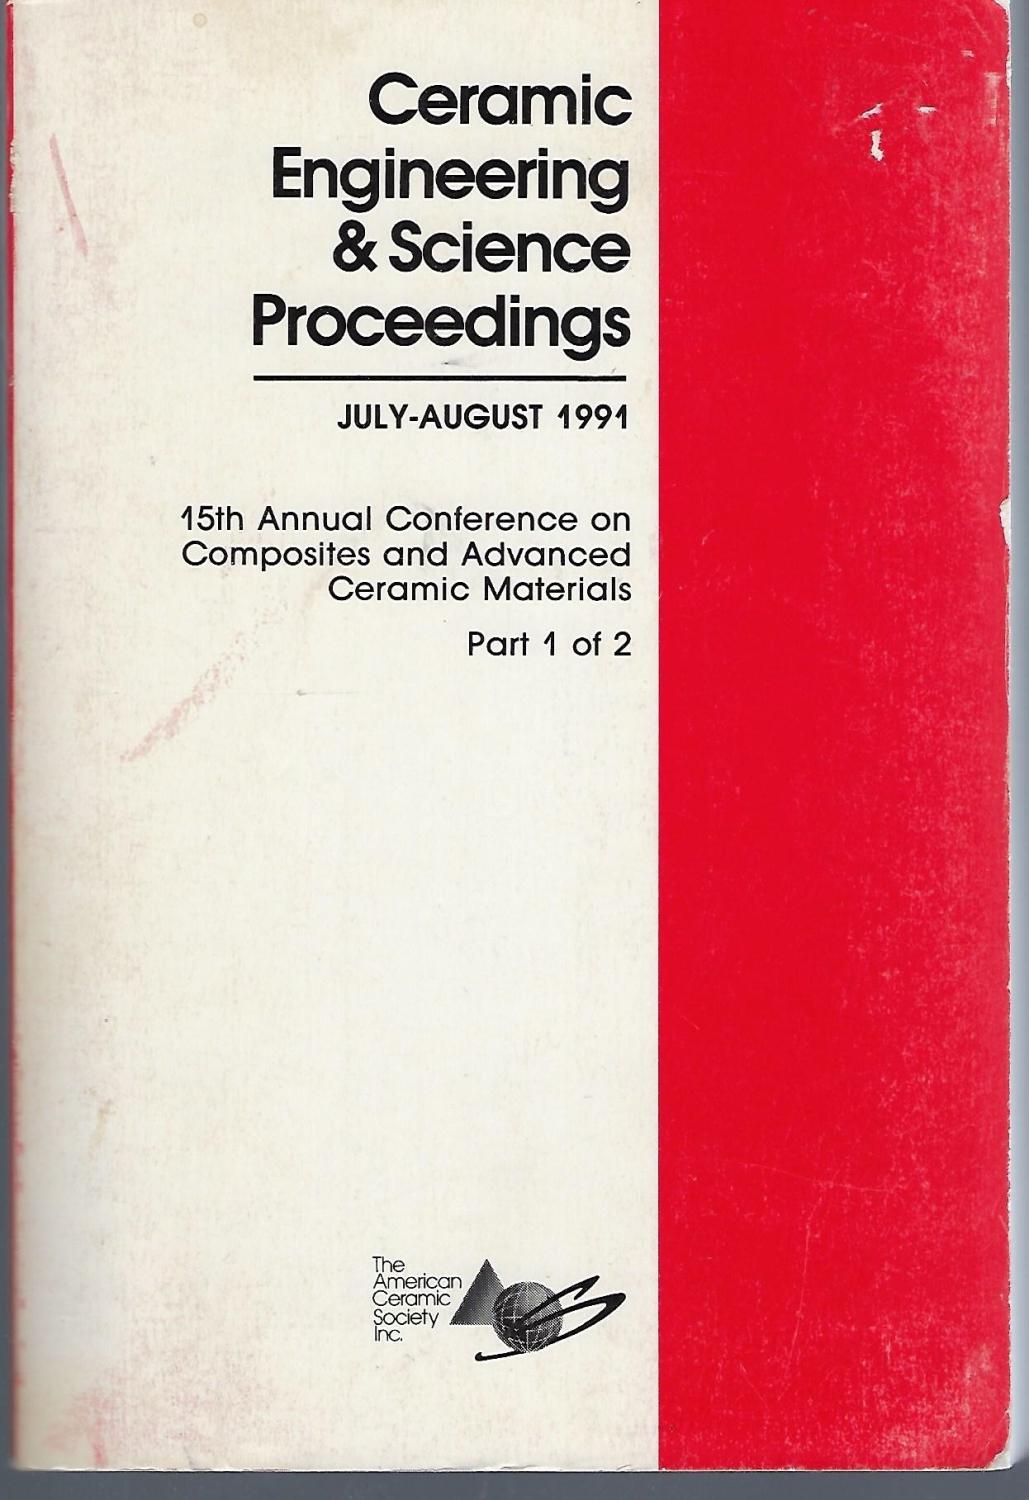 Ceramic
Engineering
& Science
Proceedings
JULY-AUGUST 1991
15th Annual Conference on
Composites and Advanced
Ceramic Materials
Part 1 of 2
The
American
Ceramic
Society
Inc.